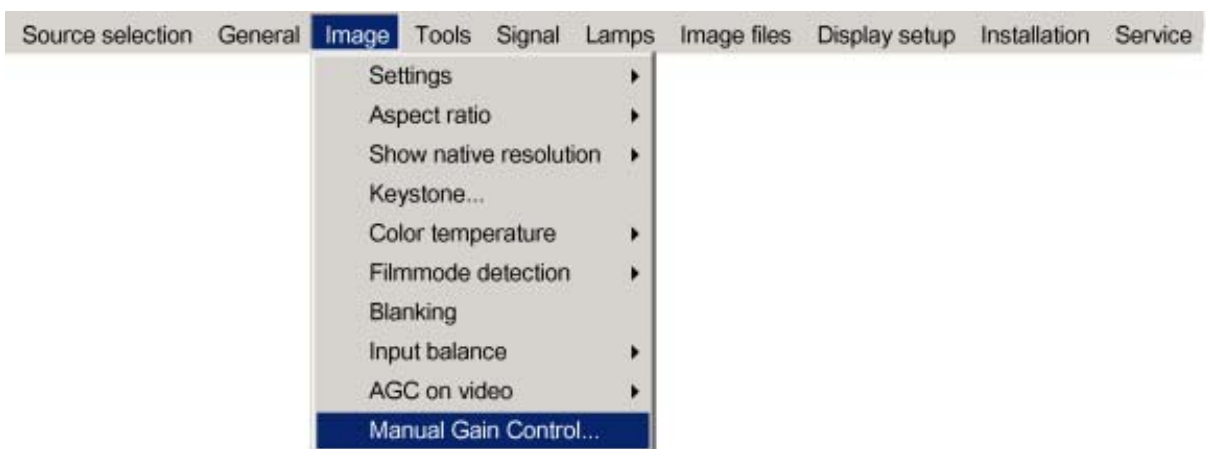 Source selection General Image Tools Signal Lamps Image files Display setup Installation Service
Settings
Aspect ratio
Show native resolution
Keystone...
Color temperature
Filmmode detection
Blanking
Input balance
AGC on video
Manual Gain Control...